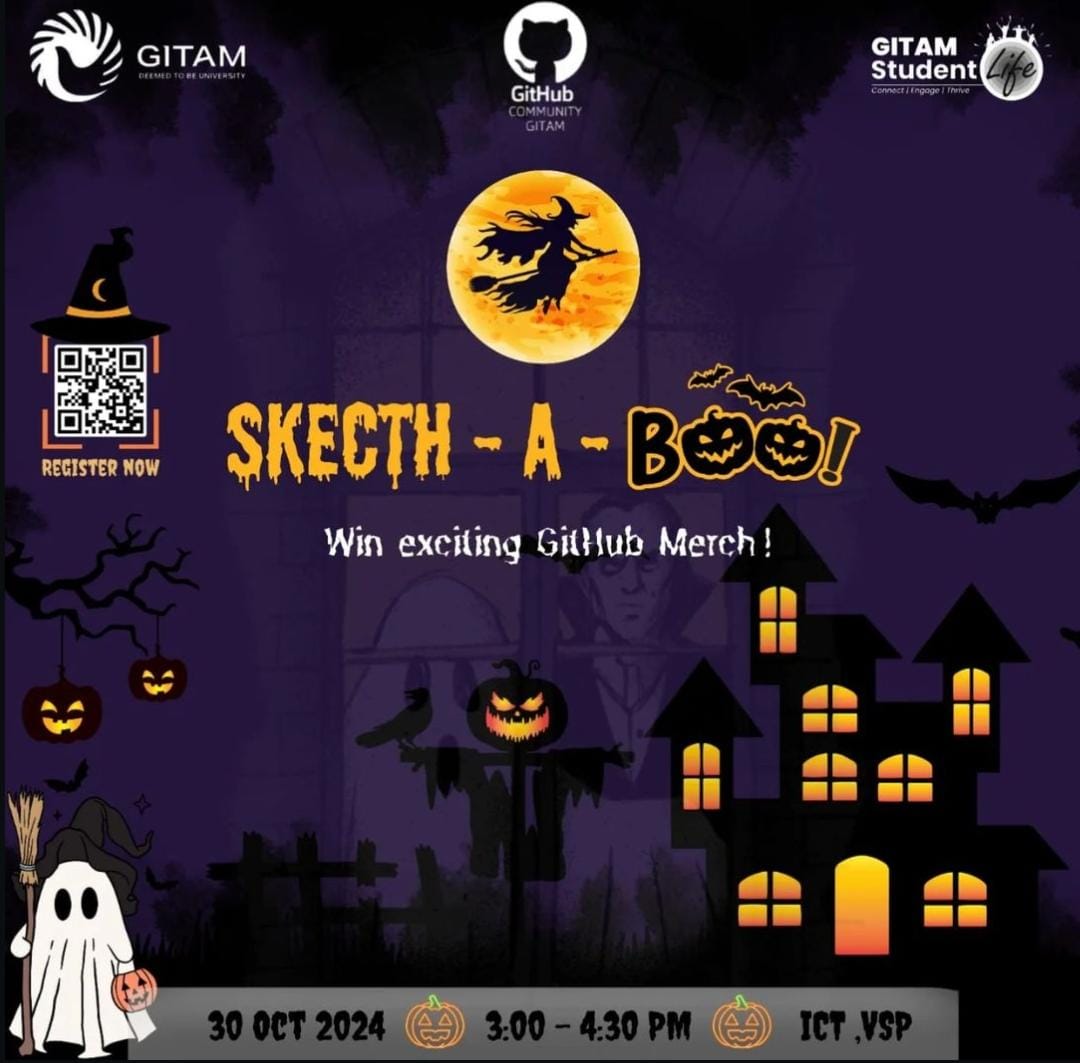 GITAM
DEEMED TO BE UNIVERSITY
GitHub
COMMUNITY
GITAM
GITAM
Student Life
Connect | Engage | Thrive
REGISTER NOW
SKECTH - A - BOO!
Win exciting GitHub Merch!
30 OCT 2024 3:00 - 4:30 PM ICT ,VSP